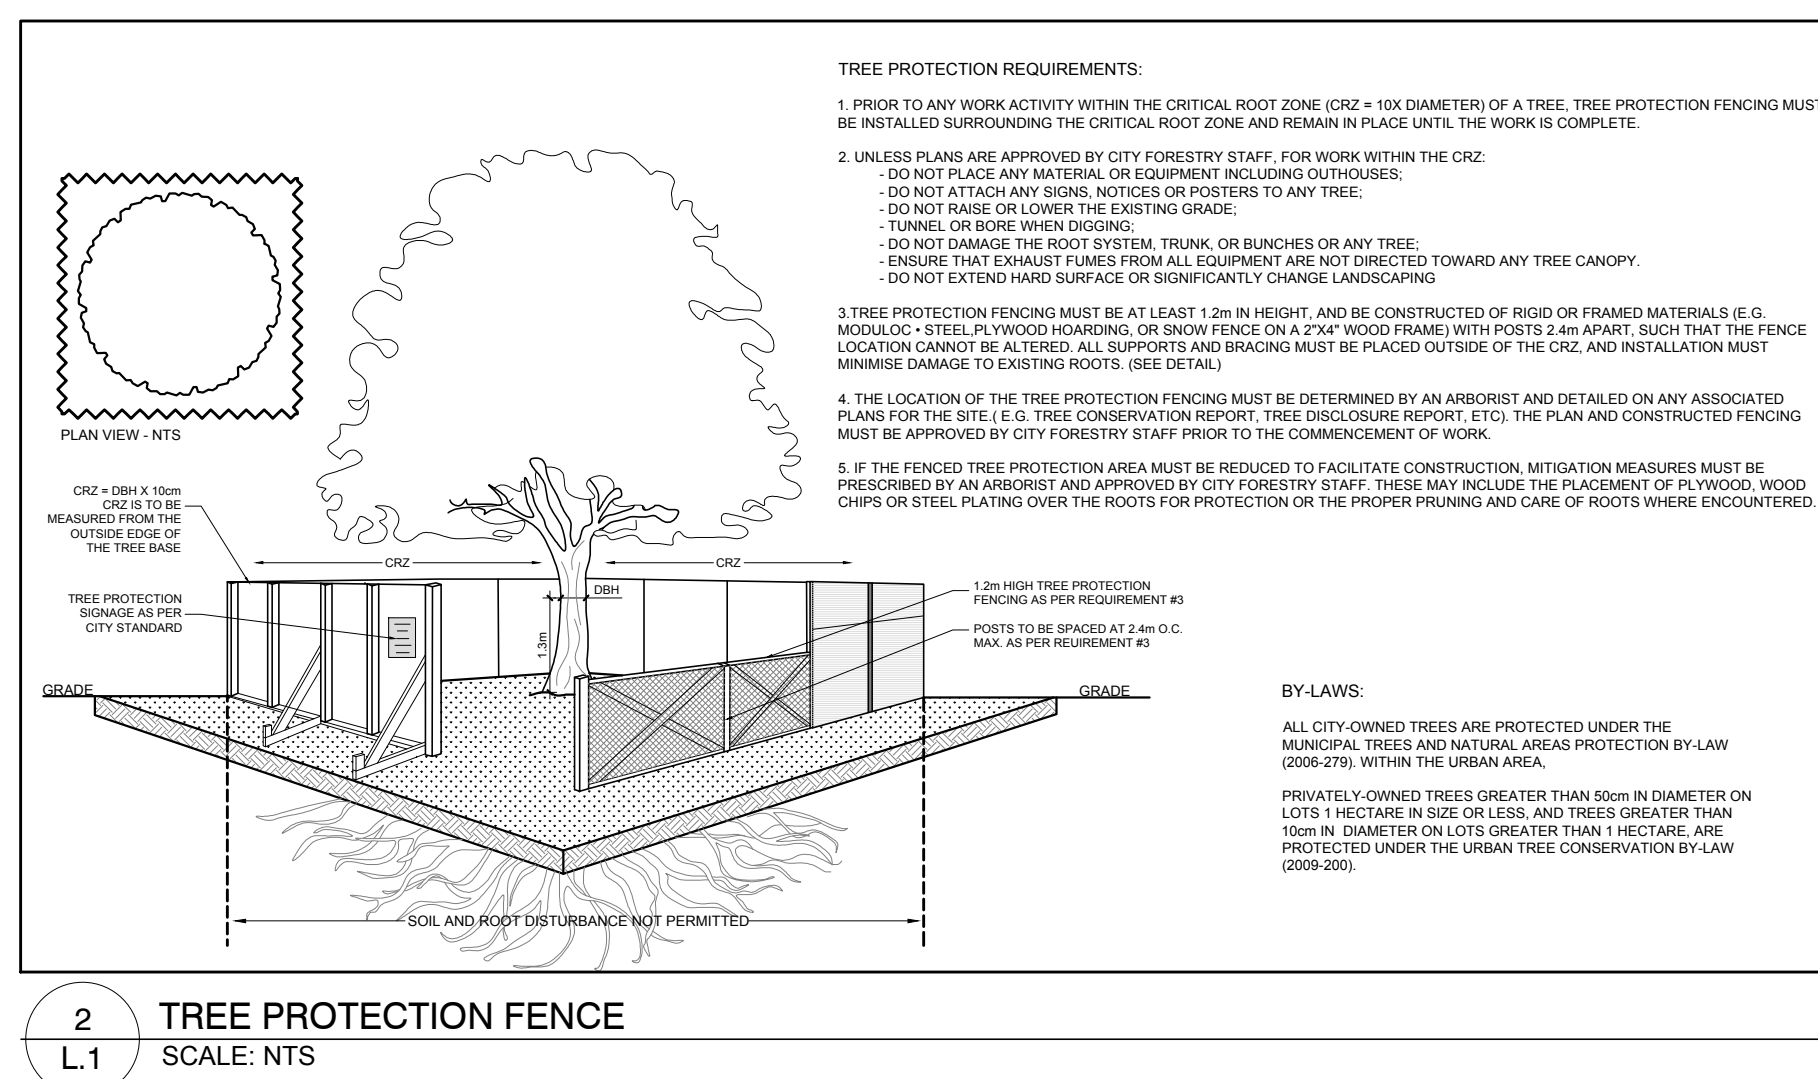 TREE PROTECTION REQUIREMENTS:
1. PRIOR TO ANY WORK ACTIVITY WITHIN THE CRITICAL ROOT ZONE (CRZ = 10X DIAMETER) OF A TREE, TREE PROTECTION FENCING MUST
BE INSTALLED SURROUNDING THE CRITICAL ROOT ZONE AND REMAIN IN PLACE UNTIL THE WORK IS COMPLETE.
2. UNLESS PLANS ARE APPROVED BY CITY FORESTRY STAFF, FOR WORK WITHIN THE CRZ:
- DO NOT PLACE ANY MATERIAL OR EQUIPMENT INCLUDING OUTHOUSES;
- DO NOT ATTACH ANY SIGNS, NOTICES OR POSTERS TO ANY TREE;
- DO NOT RAISE OR LOWER THE EXISTING GRADE;
- TUNNEL OR BORE WHEN DIGGING;
- DO NOT DAMAGE THE ROOT SYSTEM, TRUNK, OR BUNCHES OR ANY TREE;
- ENSURE THAT EXHAUST FUMES FROM ALL EQUIPMENT ARE NOT DIRECTED TOWARD ANY TREE CANOPY.
- DO NOT EXTEND HARD SURFACE OR SIGNIFICANTLY CHANGE LANDSCAPING
3.TREE PROTECTION FENCING MUST BE AT LEAST 1.2m IN HEIGHT, AND BE CONSTRUCTED OF RIGID OR FRAMED MATERIALS (E.G.
MODULOC • STEEL,PLYWOOD HOARDING, OR SNOW FENCE ON A 2"X4" WOOD FRAME) WITH POSTS 2.4m APART, SUCH THAT THE FENCE
LOCATION CANNOT BE ALTERED. ALL SUPPORTS AND BRACING MUST BE PLACED OUTSIDE OF THE CRZ, AND INSTALLATION MUST
MINIMISE DAMAGE TO EXISTING ROOTS. (SEE DETAIL)
4. THE LOCATION OF THE TREE PROTECTION FENCING MUST BE DETERMINED BY AN ARBORIST AND DETAILED ON ANY ASSOCIATED
PLANS FOR THE SITE.( E.G. TREE CONSERVATION REPORT, TREE DISCLOSURE REPORT, ETC). THE PLAN AND CONSTRUCTED FENCING
MUST BE APPROVED BY CITY FORESTRY STAFF PRIOR TO THE COMMENCEMENT OF WORK.
5. IF THE FENCED TREE PROTECTION AREA MUST BE REDUCED TO FACILITATE CONSTRUCTION, MITIGATION MEASURES MUST BE
PRESCRIBED BY AN ARBORIST AND APPROVED BY CITY FORESTRY STAFF. THESE MAY INCLUDE THE PLACEMENT OF PLYWOOD, WOOD
CHIPS OR STEEL PLATING OVER THE ROOTS FOR PROTECTION OR THE PROPER PRUNING AND CARE OF ROOTS WHERE ENCOUNTERED.
PLAN VIEW - NTS
CRZ = DBH X 10cm
CRZ IS TO BE
MEASURED FROM THE
OUTSIDE EDGE OF
THE TREE BASE
TREE PROTECTION
SIGNAGE AS PER
CITY STANDARD
CRZ
CRZ
DBH
1.3m
1.2m HIGH TREE PROTECTION
FENCING AS PER REQUIREMENT #3
POSTS TO BE SPACED AT 2.4m O.C.
MAX. AS PER REUIREMENT #3
GRADE
GRADE
SOIL AND ROOT DISTURBANCE NOT PERMITTED
BY-LAWS:
ALL CITY-OWNED TREES ARE PROTECTED UNDER THE
MUNICIPAL TREES AND NATURAL AREAS PROTECTION BY-LAW
(2006-279). WITHIN THE URBAN AREA,
PRIVATELY-OWNED TREES GREATER THAN 50cm IN DIAMETER ON
LOTS 1 HECTARE IN SIZE OR LESS, AND TREES GREATER THAN
10cm IN DIAMETER ON LOTS GREATER THAN 1 HECTARE, ARE
PROTECTED UNDER THE URBAN TREE CONSERVATION BY-LAW
(2009-200).
2
L.1
TREE PROTECTION FENCE
SCALE: NTS